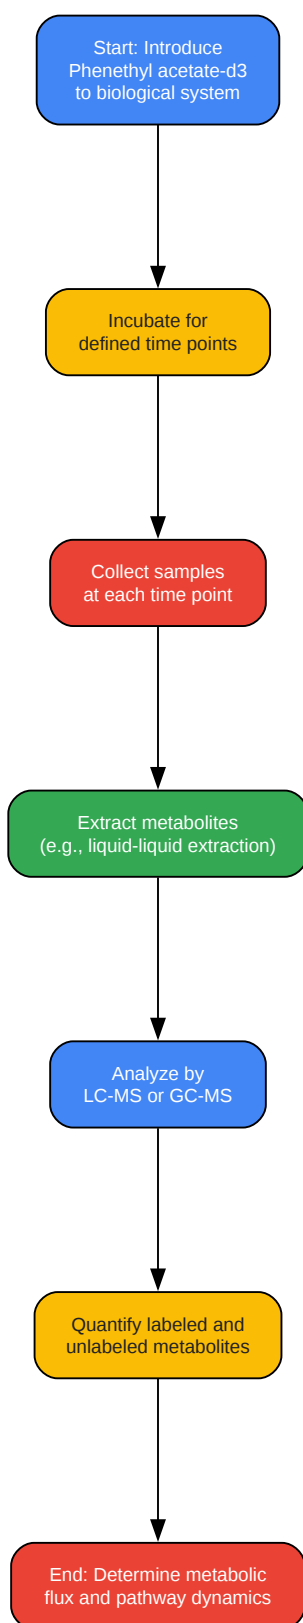 Start: Introduce
Phenethyl acetate-d3
to biological system
Incubate for
defined time points
Collect samples
at each time point
Extract metabolites
(e.g., liquid-liquid extraction)
Analyze by
LC-MS or GC-MS
Quantify labeled and
unlabeled metabolites
End: Determine metabolic
flux and pathway dynamics